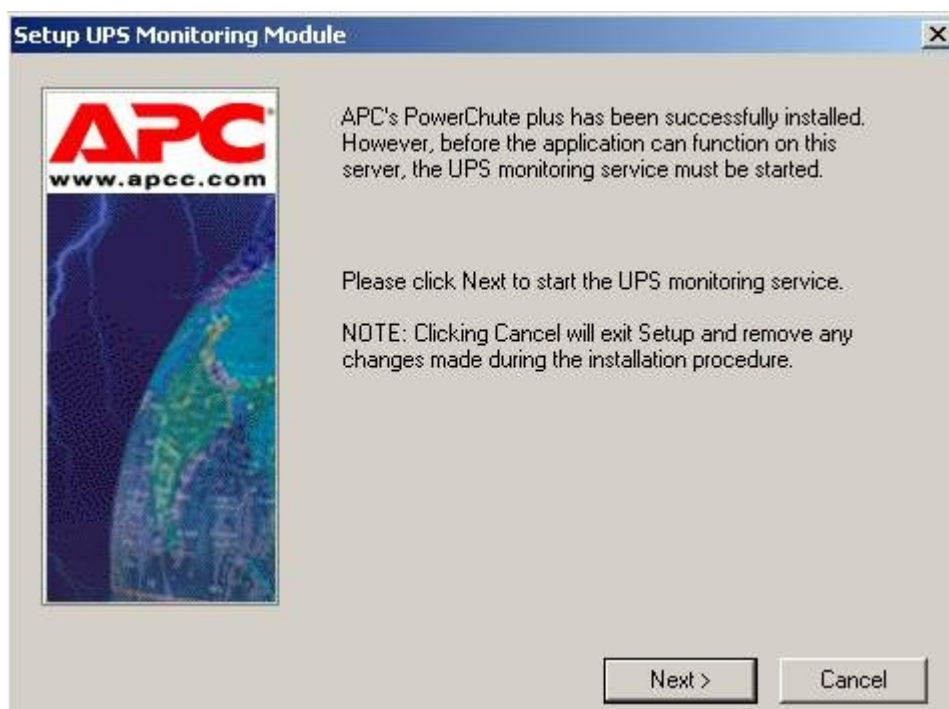 Setup UPS Monitoring Module
APC
www.apcc.com
APC's PowerChute plus has been successfully installed.
However, before the application can function on this
server, the UPS monitoring service must be started.
Please click Next to start the UPS monitoring service.
NOTE: Clicking Cancel will exit Setup and remove any
changes made during the installation procedure.
Next >
Cancel